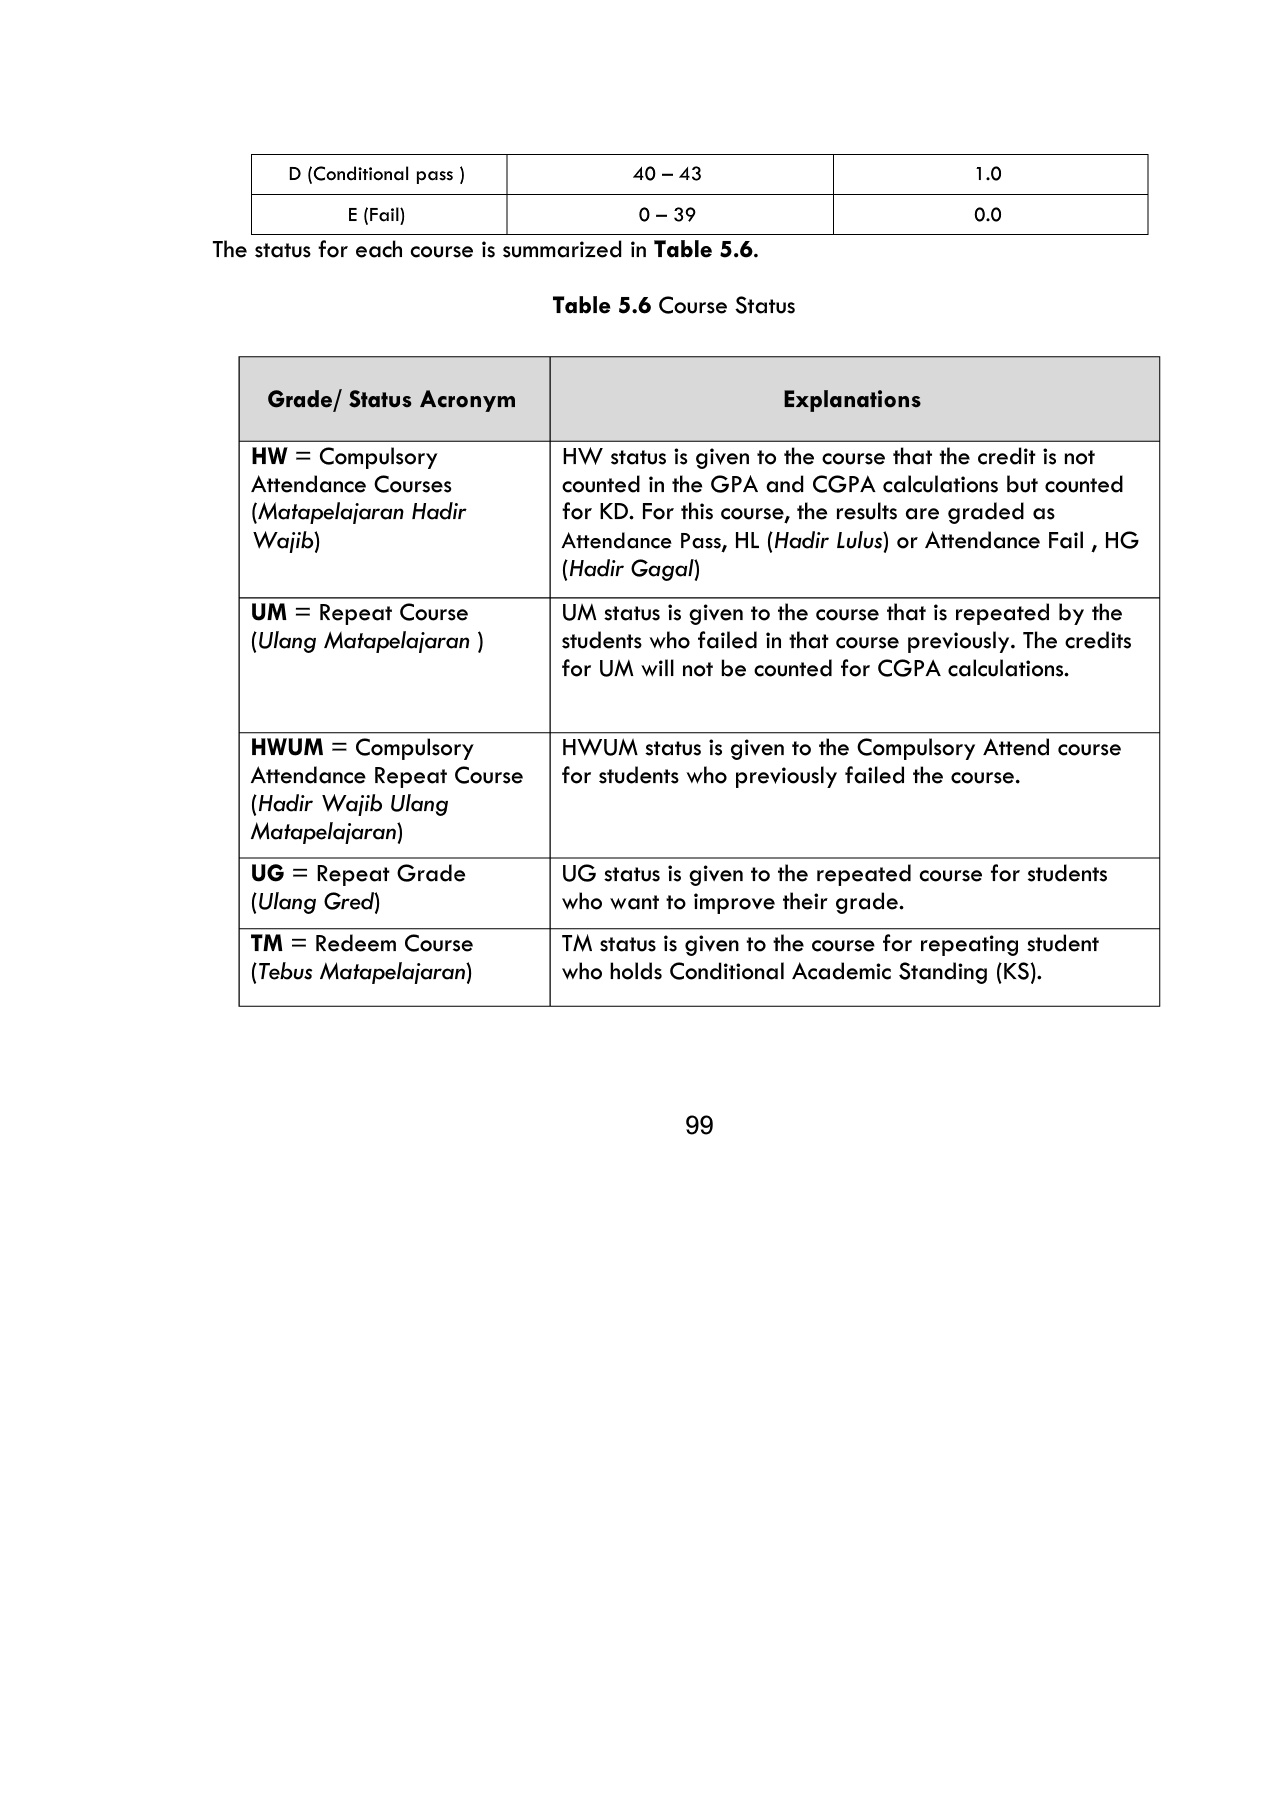 D (Conditional pass ) 40 – 43 1.0
E (Fail) 0 – 39 0.0
The status for each course is summarized in Table 5.6.
Table 5.6 Course Status
Grade/ Status Acronym Explanations
HW = Compulsory
Attendance Courses
(Matapelajaran Hadir
Wajib)
HW status is given to the course that the credit is not
counted in the GPA and CGPA calculations but counted
for KD. For this course, the results are graded as
Attendance Pass, HL (Hadir Lulus) or Attendance Fail , HG
(Hadir Gagal)
UM = Repeat Course
(Ulang Matapelajaran )
UM status is given to the course that is repeated by the
students who failed in that course previously. The credits
for UM will not be counted for CGPA calculations.
HWUM = Compulsory
Attendance Repeat Course
(Hadir Wajib Ulang
Matapelajaran)
HWUM status is given to the Compulsory Attend course
for students who previously failed the course.
UG = Repeat Grade
(Ulang Gred)
UG status is given to the repeated course for students
who want to improve their grade.
TM = Redeem Course
(Tebus Matapelajaran)
TM status is given to the course for repeating student
who holds Conditional Academic Standing (KS).
99